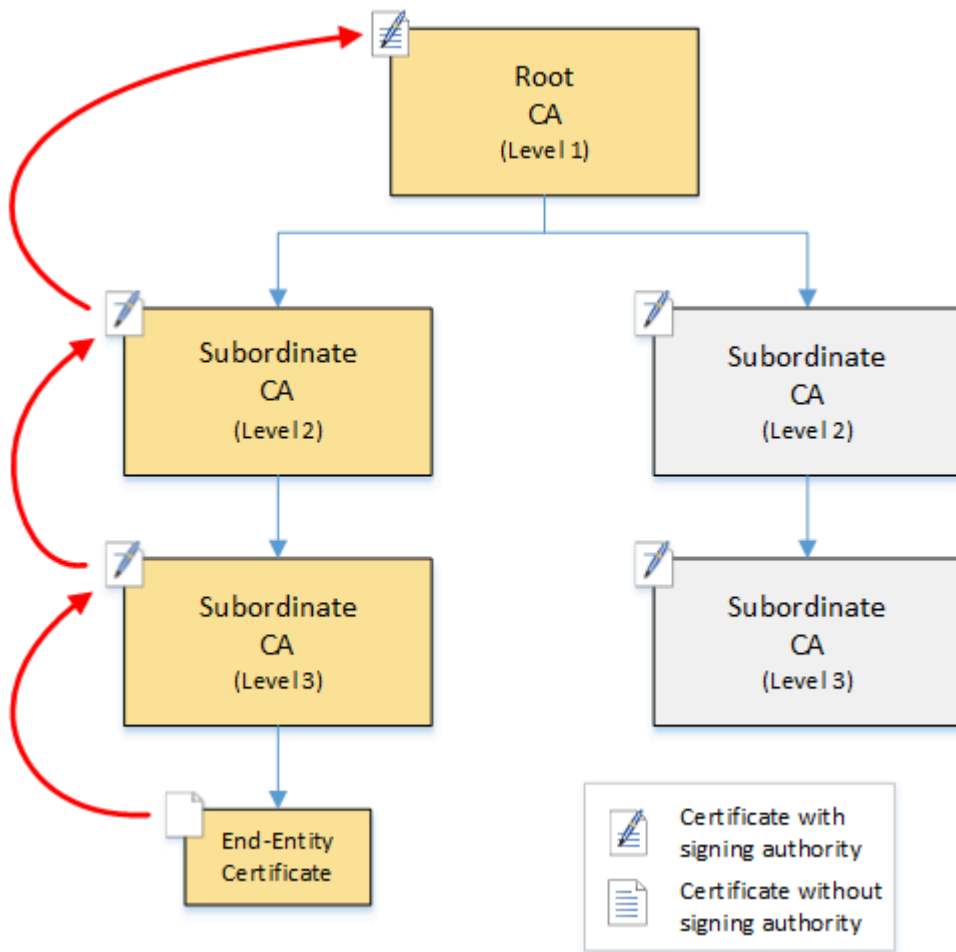 Root
CA
(Level 1)
Subordinate
CA
(Level 2)
Subordinate
CA
(Level 2)
Subordinate
CA
(Level 3)
Subordinate
CA
(Level 3)
End-Entity
Certificate
Certificate with
signing authority
Certificate without
signing authority